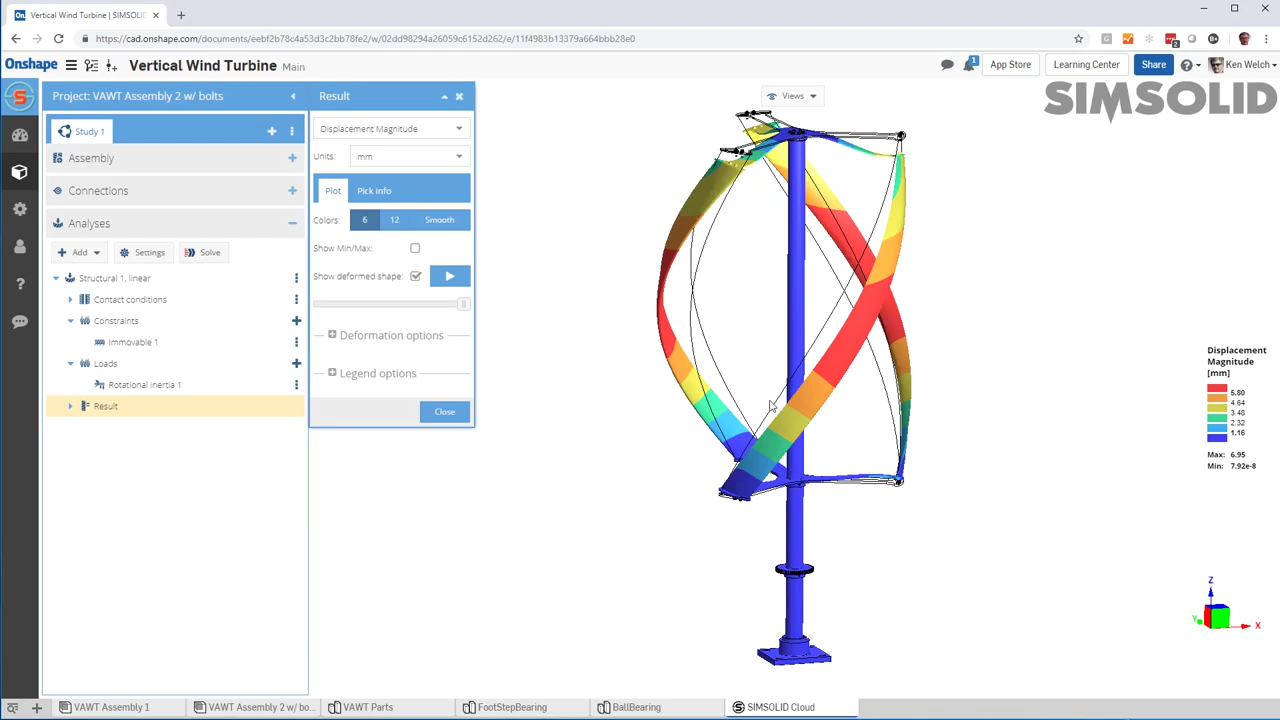 Vertical Wind Turbine | SIMSOLID
https://cad.onshape.com/documents/eebf2b78c4a53d3c2bb78fe2/w/02dd98294a26059c6152d262/e/11f4983b13379a664bbb28e0
2
Onshape
Vertical Wind Turbine
Main
1
App Store
Learning Center
Share
Ken Welch
S
Project: VAWT Assembly 2 w/ bolts
Result
Views
SIMSOLID
Study 1
Displacement Magnitude
Assembly
Units:
mm
Connections
Plot
Pick info
Analyses
Colors:
6
12
Smooth
Add
Settings
Solve
Show Min/Max:
Structural 1, linear
Show deformed shape:
Contact conditions
Constraints
Deformation options
Immovable 1
Loads
Legend options
Rotational inertia 1
Result
Close
Displacement
Magnitude
[mm]
5.80
4.64
3.48
2.32
1.16
Max: 6.95
Min: 7.92e-8
Z
Y
X
VAWT Assembly 1
VAWT Assembly 2 w/ bo...
VAWT Parts
FootStepBearing
BallBearing
SIMSOLID Cloud